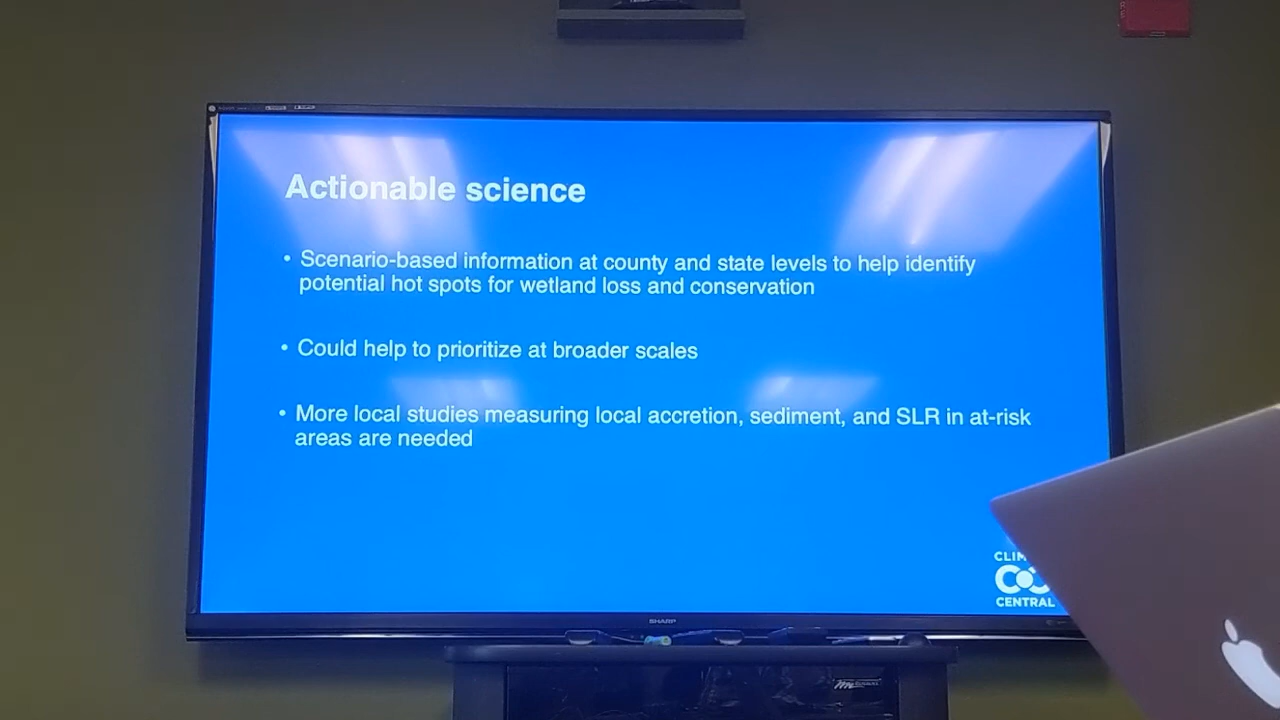 Actionable science
• Scenario-based information at county and state levels to help identify
potential hot spots for wetland loss and conservation
• Could help to prioritize at broader scales
• More local studies measuring local accretion, sediment, and SLR in at-risk
areas are needed
CLIM
CENTRAL
SHARP